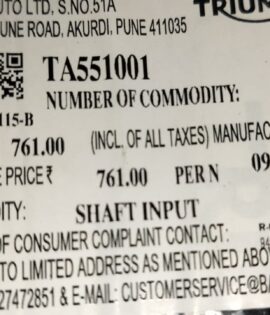 UTO LTD, S.NO.51A
TRIUM
UNE ROAD, AKURDI, PUNE 411035
TA551001
NUMBER OF COMMODITY:
115-B
761.00 (INCL. OF ALL TAXES) MANUFAC
E PRICE ₹ 761.00 PER N 09
ITY: SHAFT INPUT
OF CONSUMER COMPLAINT CONTACT:
TO LIMITED ADDRESS AS MENTIONED ABO
27472851 & E-MAIL: CUSTOMERSERVICE@BA